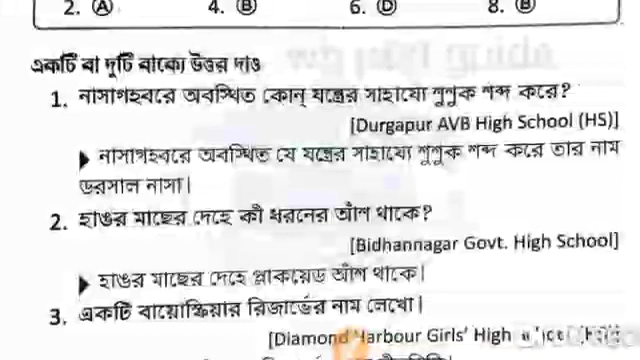 2. Ⓐ 4. Ⓑ 6. Ⓓ 8. Ⓑ
একটি বা দুটি বাক্যে উত্তর দাও
1. নাসাগহ্বরে অবস্থিত কোন্ যন্ত্রের সাহায্যে শুশুক শব্দ করে?
[Durgapur AVB High School (HS)]
▶ নাসাগহ্বরে অবস্থিত যে যন্ত্রের সাহায্যে শুশুক শব্দ করে তার নাম
ডরসাল নাসা।
2. হাঙর মাছের দেহে কী ধরনের আঁশ থাকে?
[Bidhannagar Govt. High School]
▶ হাঙর মাছের দেহে প্লাকয়েড আঁশ থাকে।
3. একটি বায়োস্ফিয়ার রিজার্ভের নাম লেখো।
[Diamond Harbour Girls' High